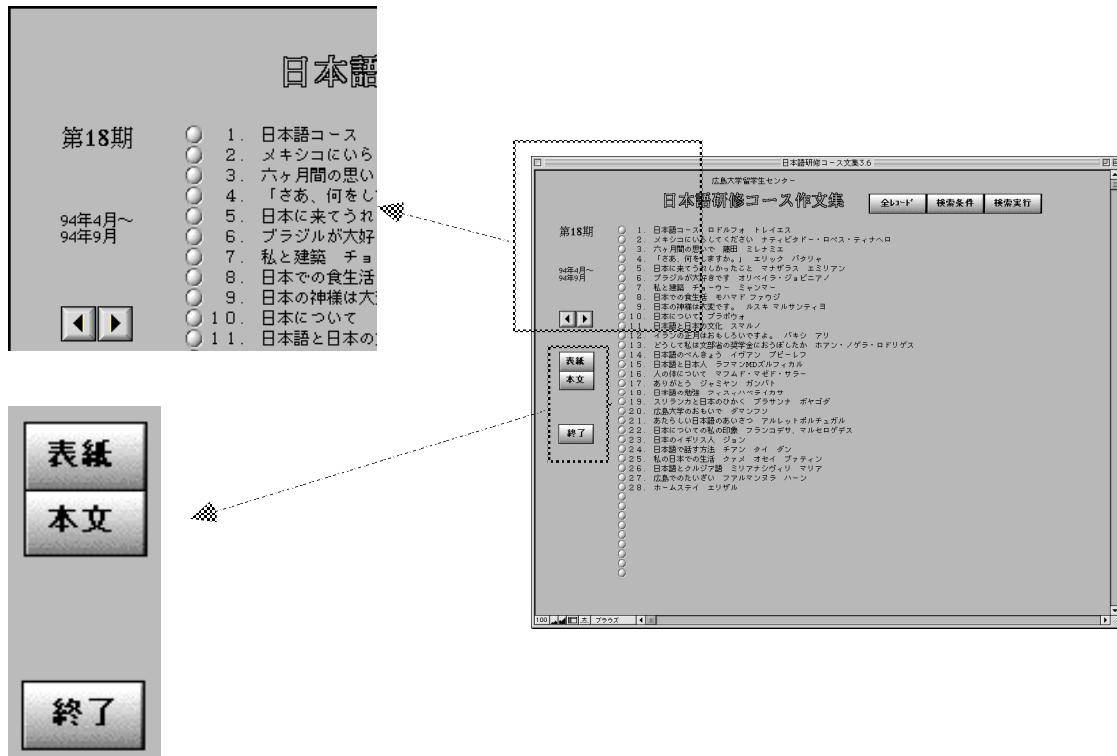 日本語
第18期
94年4月～
94年9月
1. 日本語コース
2. メキシコにいら
3. 六ヶ月間の思い
4. 「さあ、何をし
5. 日本に来てうれ
6. ブラジルが大好
7. 私と建築 チョ
8. 日本での食生活
9. 日本の神様は大
10. 日本について
11. 日本語と日本の
表紙
本文
終了
日本語研修コース文集3.6
広島大学留学生センター
日本語研修コース作文集
全ﾚｺｰﾄﾞ 検索条件 検索実行
第18期
94年4月～
94年9月
表紙
本文
終了
1. 日本語コース ロドルフォ トレイエス
2. メキシコにいらしてください ナティビタドー・ロペス・ティナヘロ
3. 六ヶ月間の思いで 藤田 ミレナミエ
4. 「さあ、何をしますか。」 エリック パタリャ
5. 日本に来てうれしかったこと マナザラス エミリアン
6. ブラジルが大好きです オリベイラ・ジョビニアノ
7. 私と建築 チョーウー ミャンマー
8. 日本での食生活 モハマド ファウジ
9. 日本の神様は大変です。 ルスキ マルサンティヨ
10. 日本について プラボウォ
11. 日本語と日本の文化 スマルノ
12. イランの正月はおもしろいですよ。 パキシ アリ
13. どうして私は文部省の奨学金におうぼしたか ホアン・ノゲラ・ロドリゲス
14. 日本語のべんきょう イヴァン ブビーレフ
15. 日本語と日本人 ラフマンMDズルフィカル
16. 人の体について マフムド・マゼド・サラー
17. ありがとう ジャミヤン ガンバト
18. 日本語の勉強
19. スリランカと日本のひかく プラサンナ ボヤゴダ
20. 広島大学のおもいで ダマンフリ
21. あたらしい日本語のあいさつ アルレットボルチュガル
22. 日本についての私の印象 フランコデサ, マルセロゲデス
23. 日本のイギリス人 ジョン
24. 日本語で話す方法 チアン タイ ダン
25. 私の日本での生活 クァメ オセイ ブァティン
26. 日本語とクルジア語 ミリアナシヴィリ マリア
27. 広島でのたいざい フアルマンヌラ ハーン
28. ホームステイ エリザル
100 ブラウズ